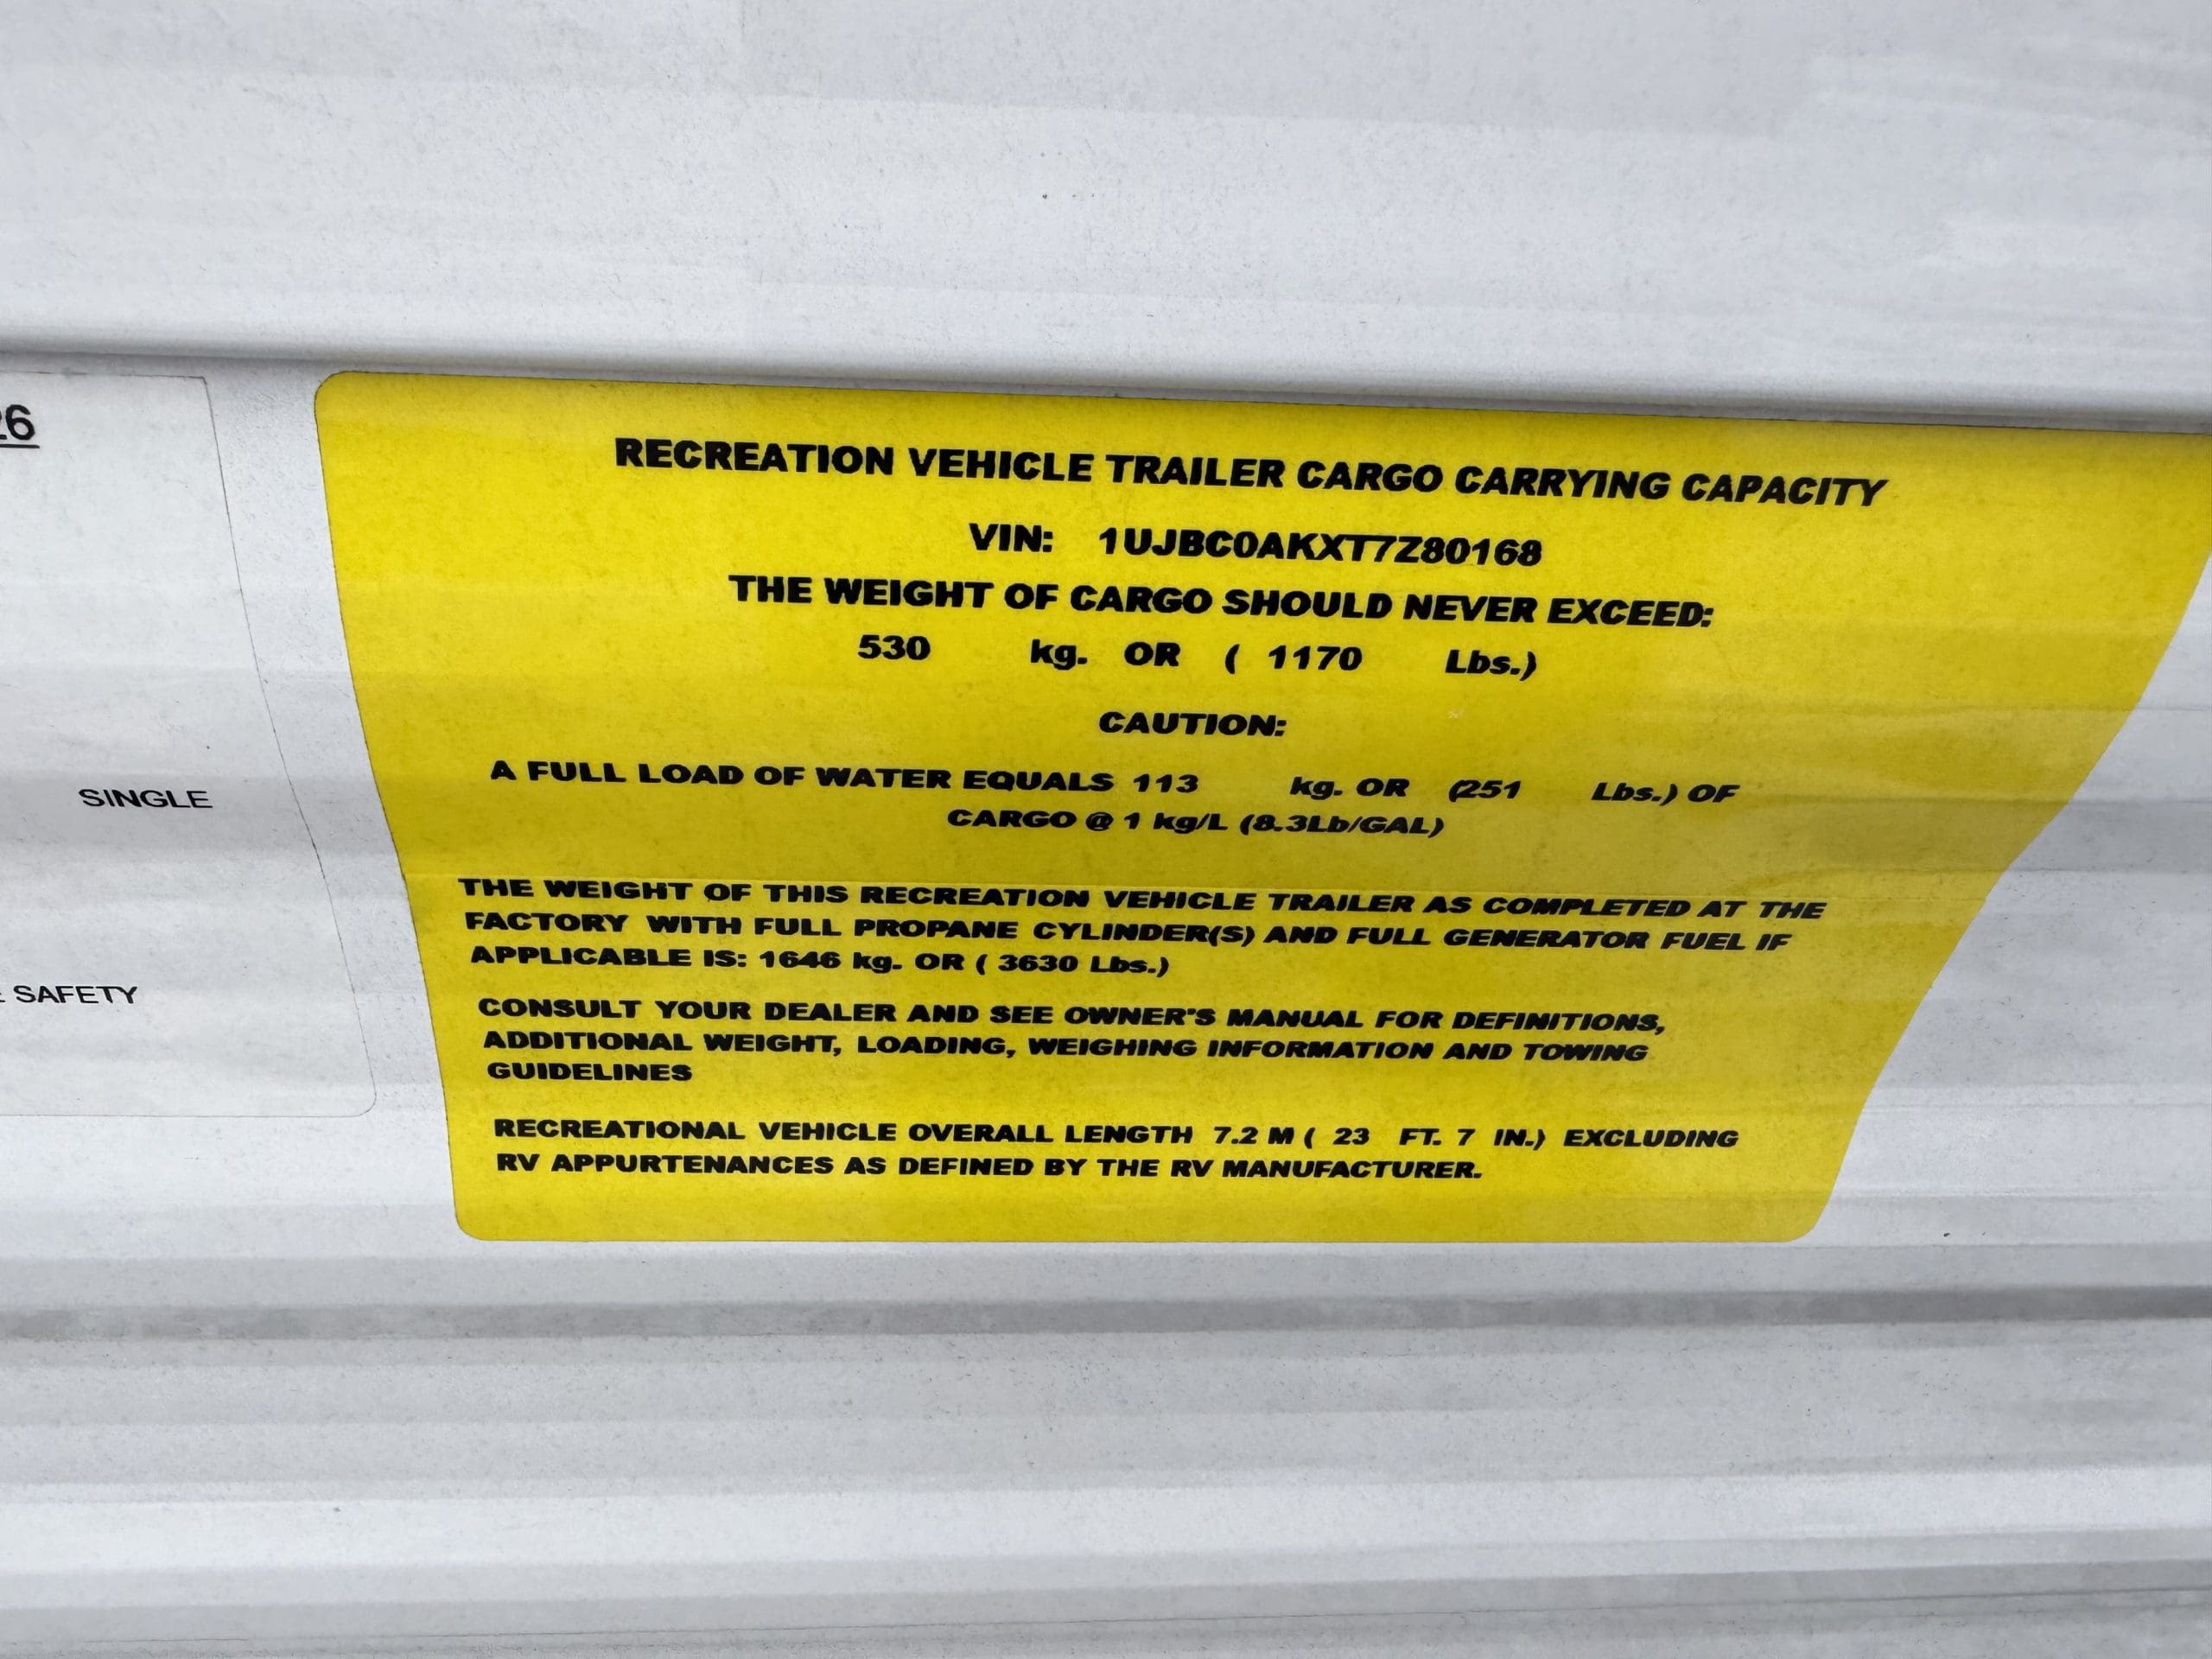 26
SINGLE
SAFETY
RECREATION VEHICLE TRAILER CARGO CARRYING CAPACITY
VIN: 1UJBC0AKXT7Z80168
THE WEIGHT OF CARGO SHOULD NEVER EXCEED:
530 kg. OR ( 1170 Lbs.)
CAUTION:
A FULL LOAD OF WATER EQUALS 113 kg. OR (251 Lbs.) OF
CARGO @ 1 kg/L (8.3Lb/GAL)
THE WEIGHT OF THIS RECREATION VEHICLE TRAILER AS COMPLETED AT THE
FACTORY WITH FULL PROPANE CYLINDER(S) AND FULL GENERATOR FUEL IF
APPLICABLE IS: 1646 kg. OR ( 3630 Lbs.)
CONSULT YOUR DEALER AND SEE OWNER'S MANUAL FOR DEFINITIONS,
ADDITIONAL WEIGHT, LOADING, WEIGHING INFORMATION AND TOWING
GUIDELINES
RECREATIONAL VEHICLE OVERALL LENGTH 7.2 M ( 23 FT. 7 IN.) EXCLUDING
RV APPURTENANCES AS DEFINED BY THE RV MANUFACTURER.